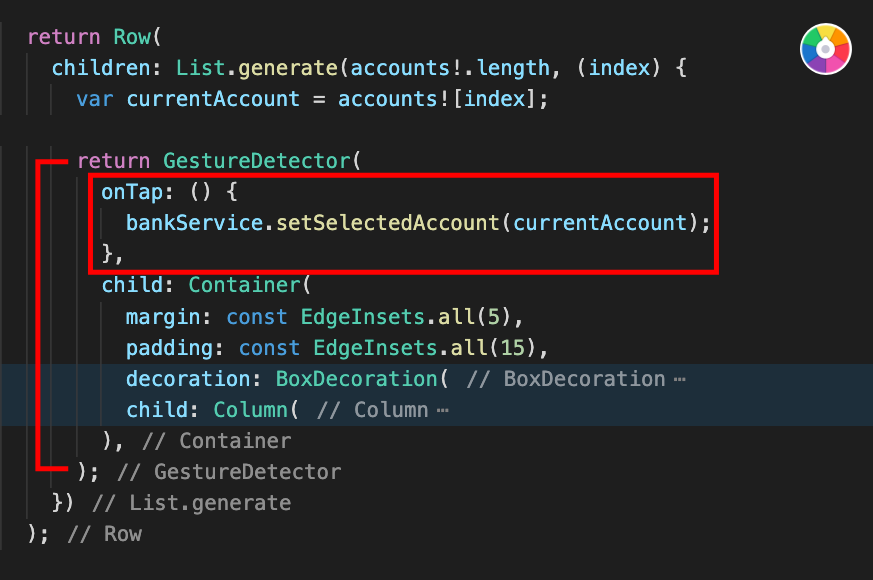 return Row(
children: List.generate(accounts!.length, (index) {
var currentAccount = accounts![index];
return GestureDetector(
onTap: () {
bankService.setSelectedAccount(currentAccount);
},
child: Container(
margin: const EdgeInsets.all(5),
padding: const EdgeInsets.all(15),
decoration: BoxDecoration( // BoxDecoration ⋯
child: Column( // Column ⋯
), // Container
); // GestureDetector
}) // List.generate
); // Row